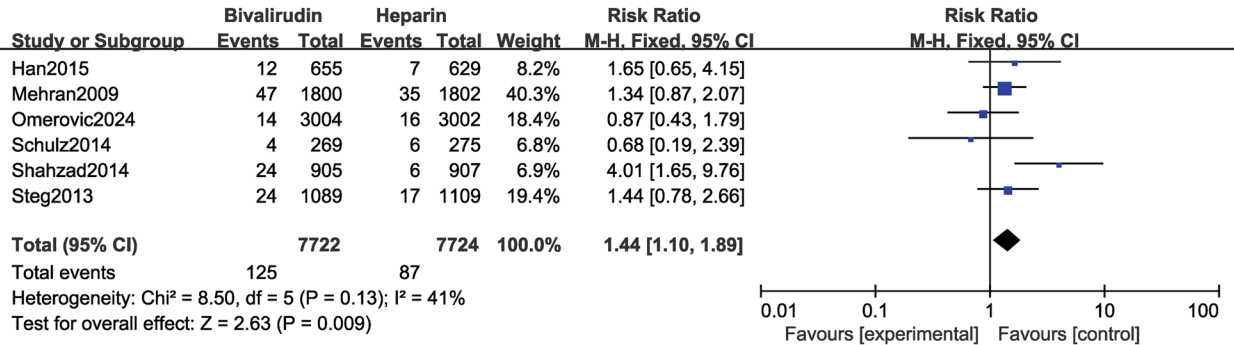 Bivalirudin Heparin Risk Ratio Risk Ratio
Study or Subgroup Events Total Events Total Weight M-H, Fixed, 95% CI M-H, Fixed, 95% CI
Han2015 12 655 7 629 8.2% 1.65 [0.65, 4.15]
Mehran2009 47 1800 35 1802 40.3% 1.34 [0.87, 2.07]
Omerovic2024 14 3004 16 3002 18.4% 0.87 [0.43, 1.79]
Schulz2014 4 269 6 275 6.8% 0.68 [0.19, 2.39]
Shahzad2014 24 905 6 907 6.9% 4.01 [1.65, 9.76]
Steg2013 24 1089 17 1109 19.4% 1.44 [0.78, 2.66]
Total (95% CI) 7722 7724 100.0% 1.44 [1.10, 1.89]
Total events 125 87
Heterogeneity: Chi² = 8.50, df = 5 (P = 0.13); I² = 41%
Test for overall effect: Z = 2.63 (P = 0.009)
0.01 0.1 1 10 100
Favours [experimental] Favours [control]